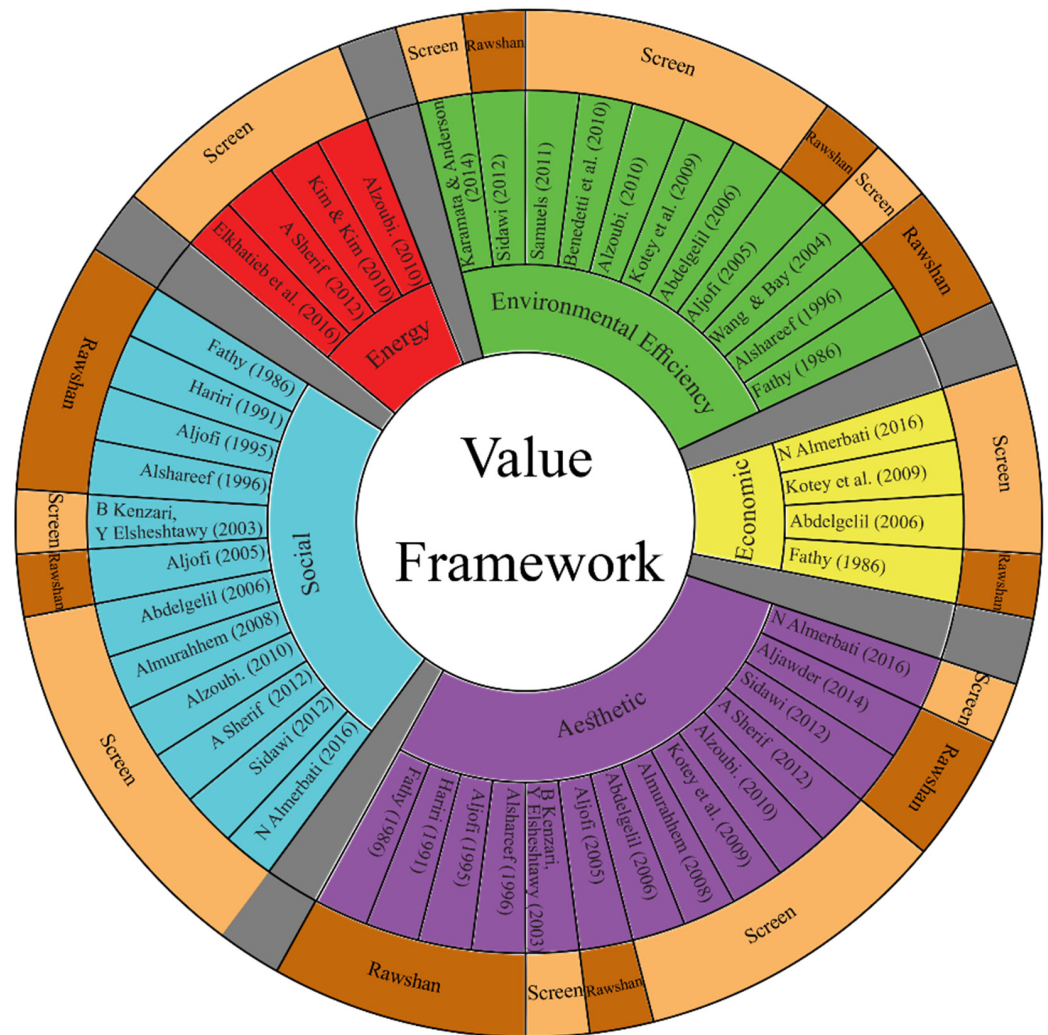 Value
Framework
Environmental Efficiency
Karamata & Anderson
(2014)
Sidawi (2012)
Samuels (2011)
Benedetti et al. (2010)
Alzoubi. (2010)
Kotey et al. (2009)
Abdelgelil (2006)
Aljofi (2005)
Wang & Bay (2004)
Alshareef (1996)
Fathy (1986)
Screen
Rawshan
Screen
Rawshan
Screen
Rawshan
Economic
N Almerbati (2016)
Kotey et al. (2009)
Abdelgelil (2006)
Fathy (1986)
Screen
Rawshan
Aesthetic
N Almerbati (2016)
Aljawder (2014)
Sidawi (2012)
A Sherif (2012)
Alzoubi. (2010)
Kotey et al. (2009)
Almurahhem (2008)
Abdelgelil (2006)
Aljofi (2005)
B Kenzari,
Y Elsheshtawy (2003)
Alshareef (1996)
Aljofi (1995)
Hariri (1991)
Fathy (1986)
Screen
Rawshan
Screen
Rawshan
Screen
Rawshan
Social
N Almerbati (2016)
Sidawi (2012)
A Sherif (2012)
Alzoubi. (2010)
Almurahhem (2008)
Abdelgelil (2006)
Aljofi (2005)
B Kenzari,
Y Elsheshtawy (2003)
Alshareef (1996)
Aljofi (1995)
Hariri (1991)
Fathy (1986)
Screen
Rawshan
Screen
Rawshan
Energy
Elkhatieb et al. (2016)
A Sherif (2012)
Kim & Kim (2010)
Alzoubi. (2010)
Screen